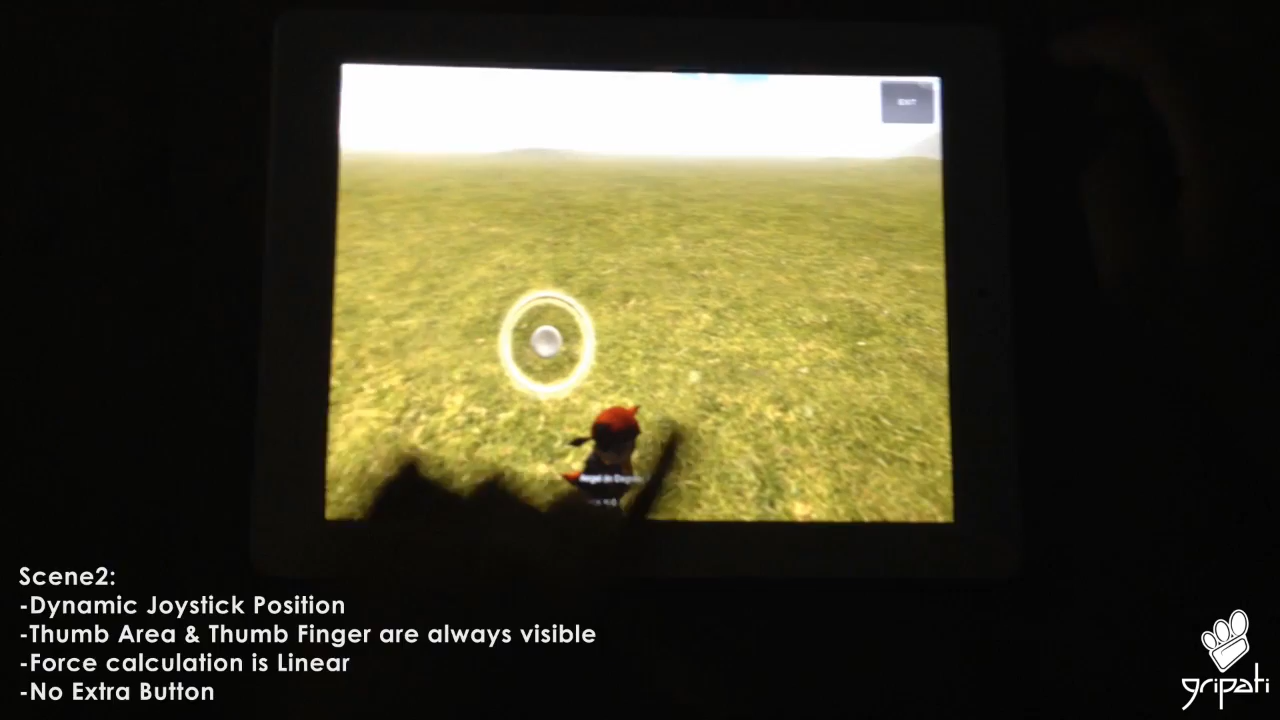 EXIT
Scene2:
-Dynamic Joystick Position
-Thumb Area & Thumb Finger are always visible
-Force calculation is Linear
-No Extra Button
gripati